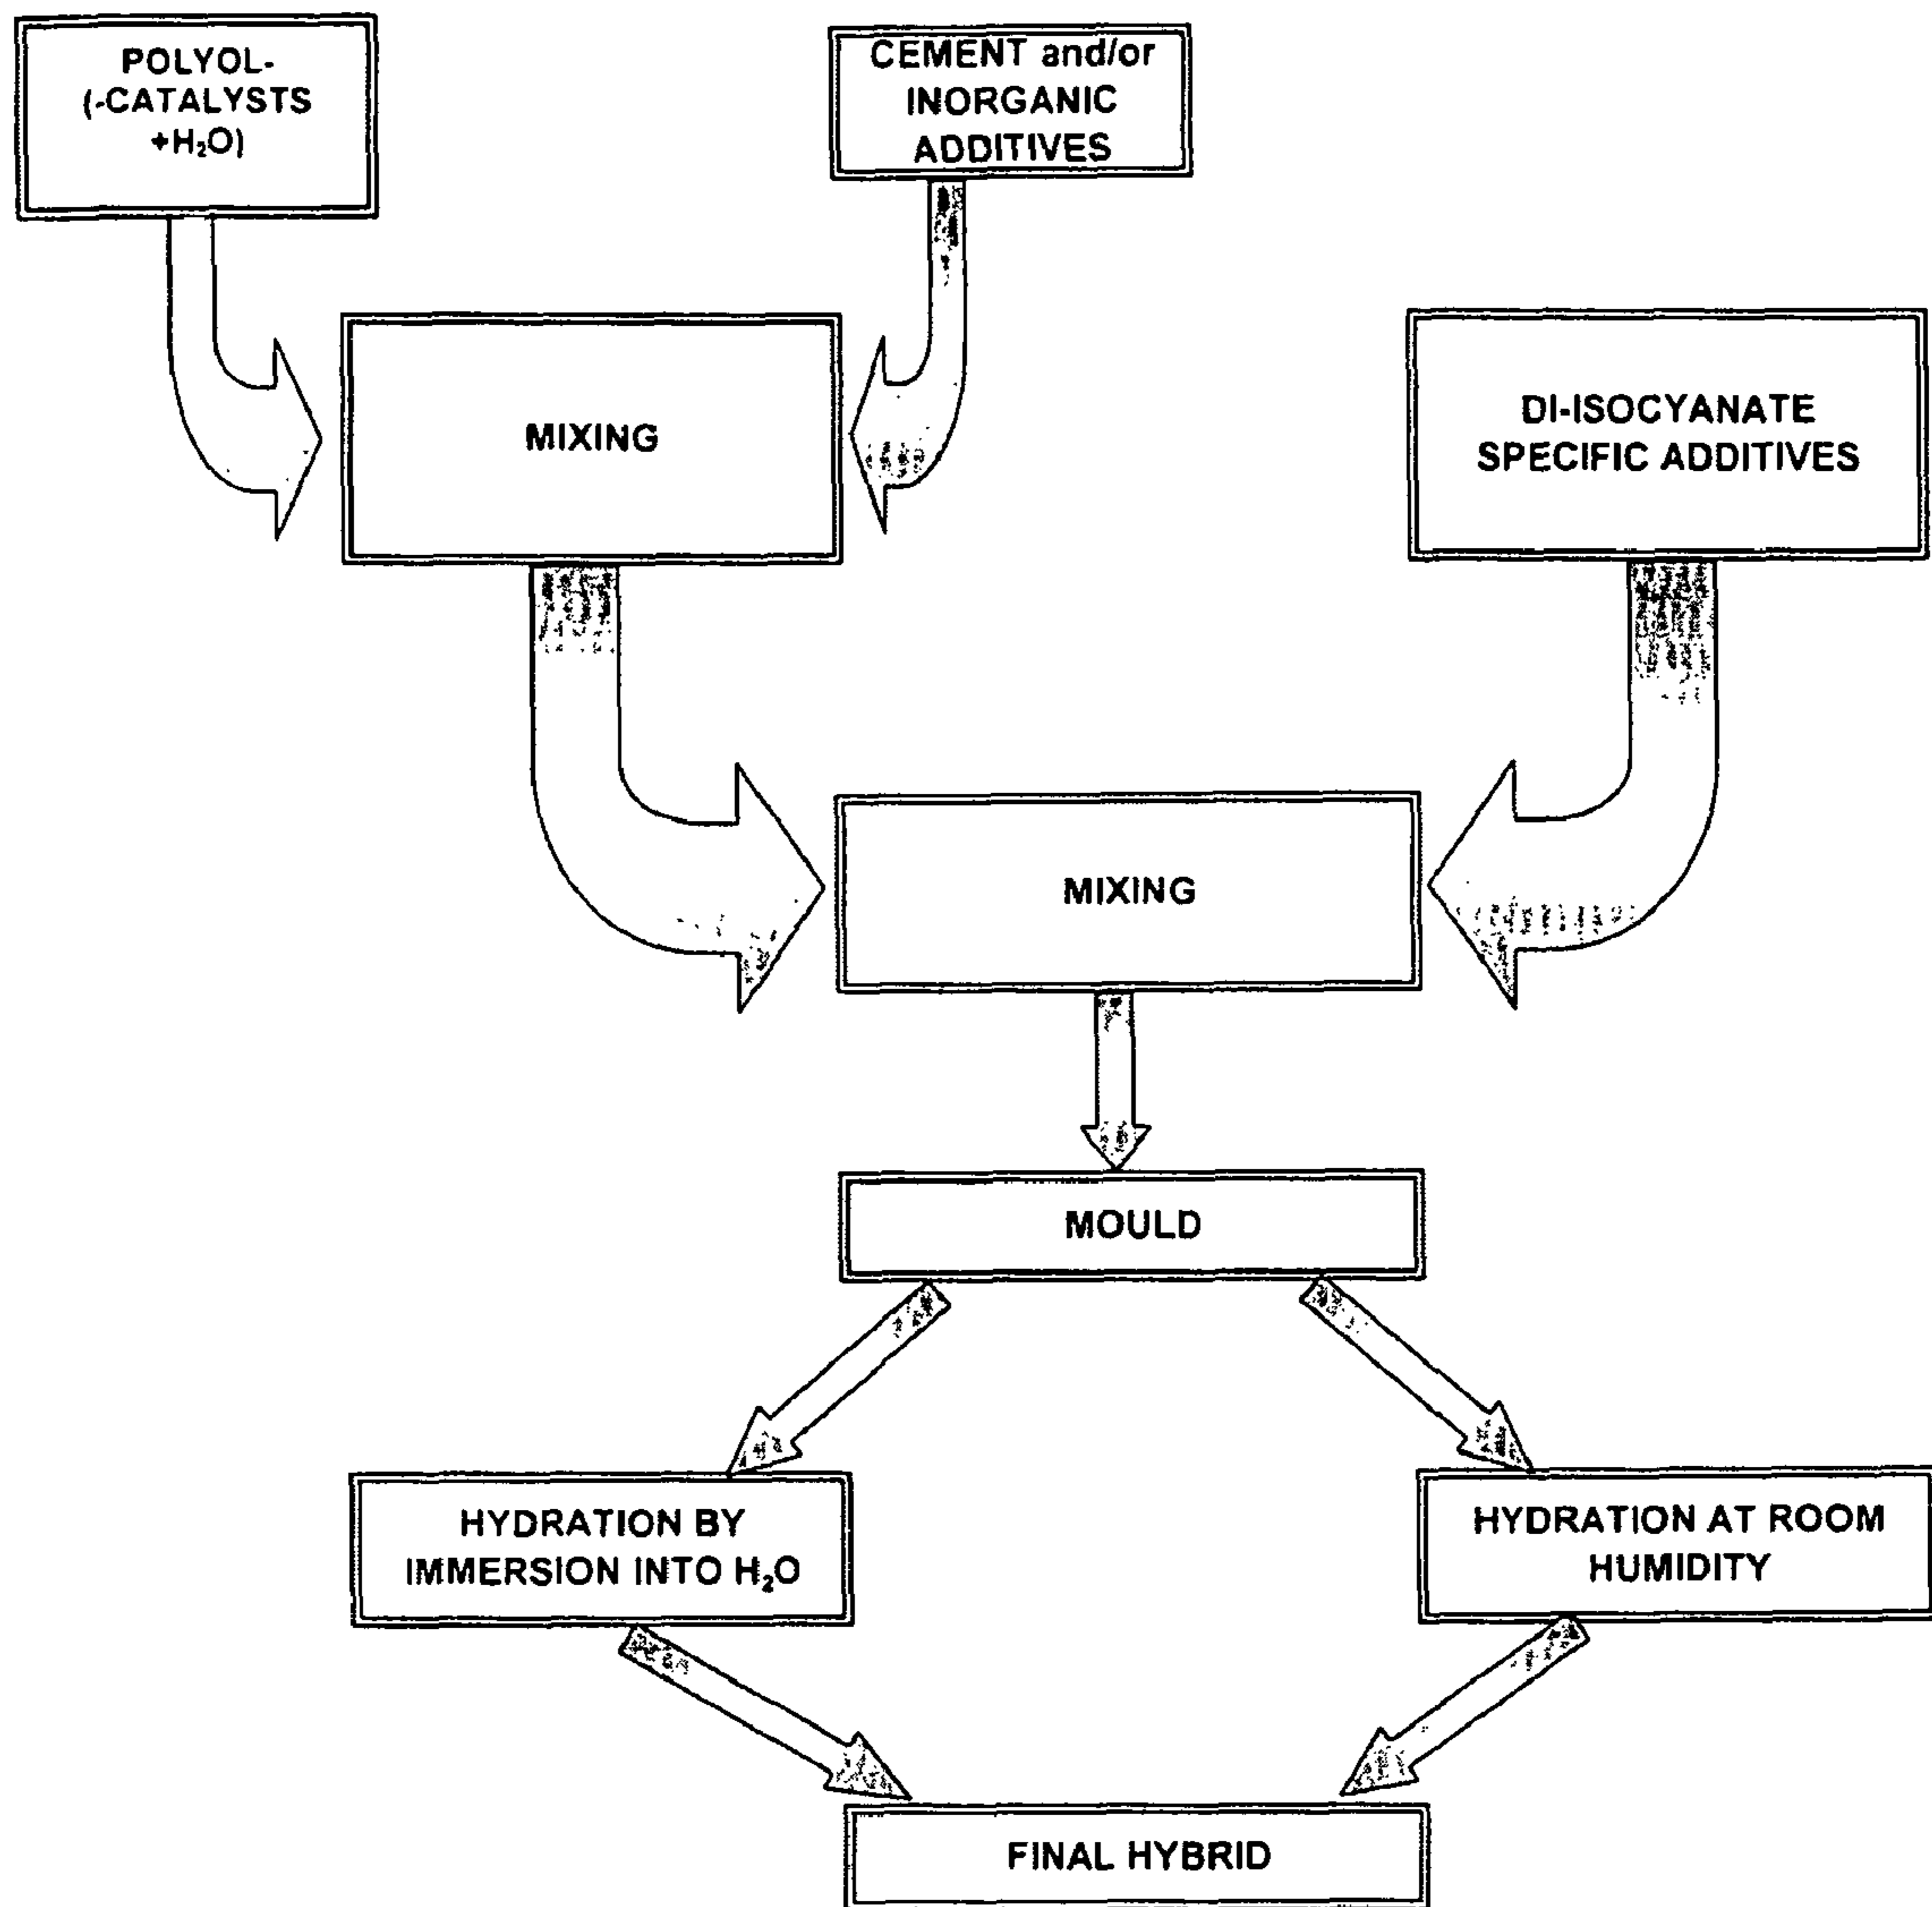 POLYOL-
(-CATALYSTS
+H₂O)
CEMENT and/or
INORGANIC
ADDITIVES
MIXING
DI-ISOCYANATE
SPECIFIC ADDITIVES
MIXING
MOULD
HYDRATION BY
IMMERSION INTO H₂O
HYDRATION AT ROOM
HUMIDITY
FINAL HYBRID